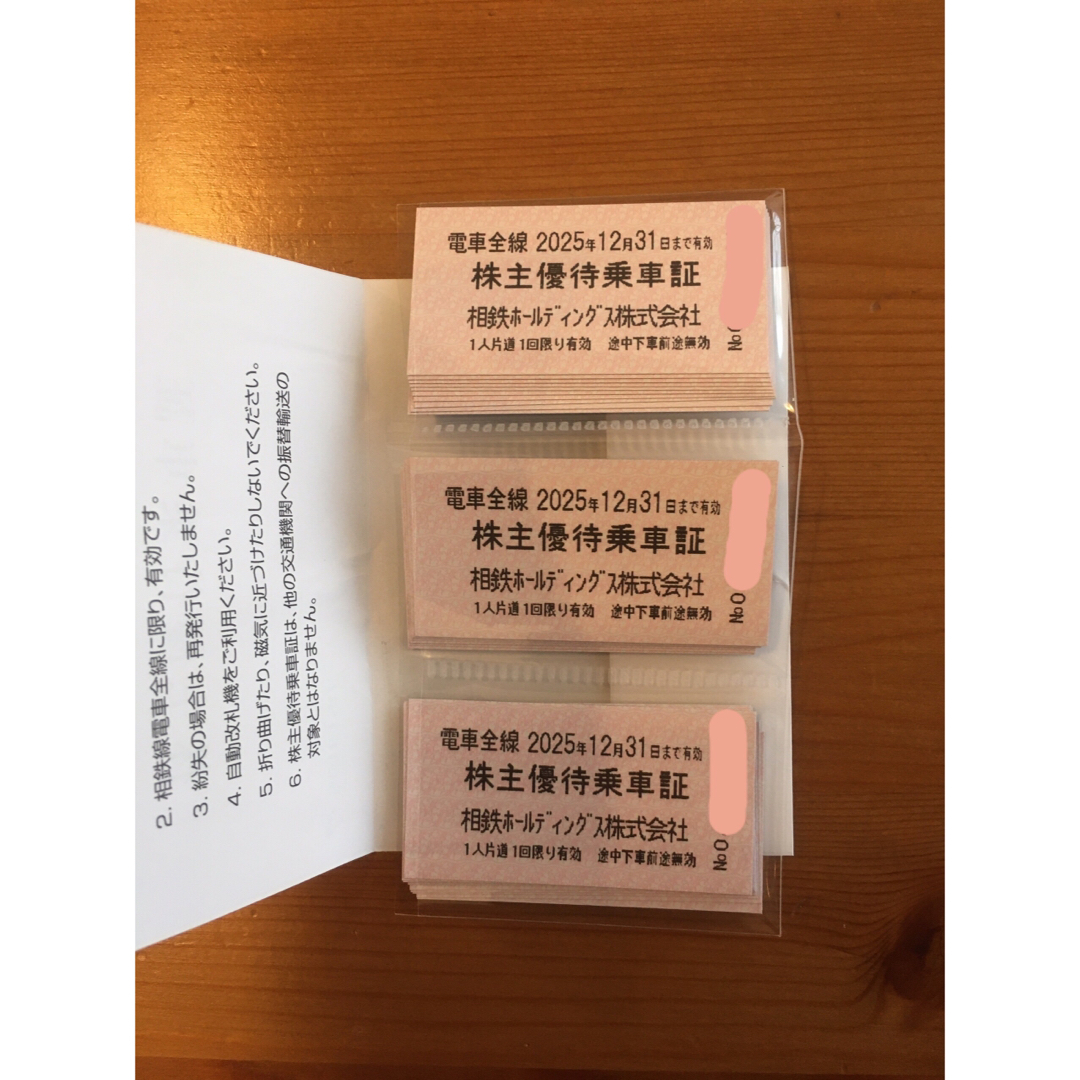 電車全線 2025年12月31日まで有効
株主優待乗車証
相鉄ホールディングス株式会社
1人片道1回限り有効 途中下車前途無効
№0
電車全線 2025年12月31日まで有効
株主優待乗車証
相鉄ホールディングス株式会社
1人片道1回限り有効 途中下車前途無効
№0
電車全線 2025年12月31日まで有効
株主優待乗車証
相鉄ホールディングス株式会社
1人片道1回限り有効 途中下車前途無効
№0
2. 相鉄線電車全線に限り、有効です。
3. 紛失の場合は、再発行いたしません。
4. 自動改札機をご利用ください。
5. 折り曲げたり、磁気に近づけたりしないでください。
6. 株主優待乗車証は、他の交通機関への振替輸送の
対象とはなりません。